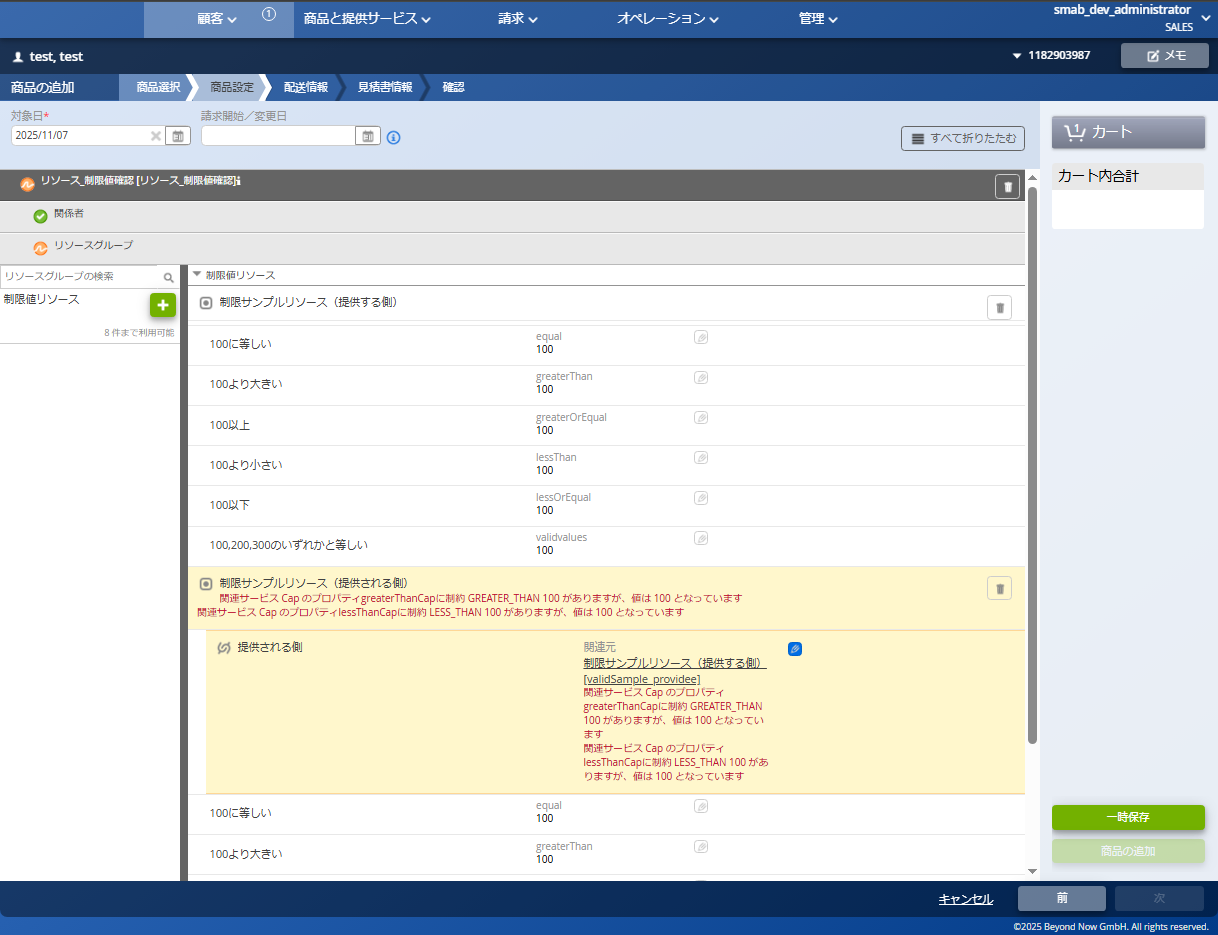 顧客
1
商品と提供サービス
請求
オペレーション
管理
smab_dev_administrator
SALES
test, test
1182903987
メモ
商品の追加
商品選択
商品設定
配送情報
見積書情報
確認
対象日*
請求開始／変更日
2025/11/07
すべて折りたたむ
1 カート
カート内合計
リソース_制限値確認 [リソース_制限値確認]
関係者
リソースグループ
リソースグループの検索
制限値リソース
8 件まで利用可能
制限値リソース
制限サンプルリソース（提供する側）
100に等しい
equal
100
100より大きい
greaterThan
100
100以上
greaterOrEqual
100
100より小さい
lessThan
100
100以下
lessOrEqual
100
100,200,300のいずれかと等しい
validvalues
100
制限サンプルリソース（提供される側）
関連サービス Cap のプロパティgreaterThanCapに制約 GREATER_THAN 100 がありますが、値は 100 となっています
関連サービス Cap のプロパティlessThanCapに制約 LESS_THAN 100 がありますが、値は 100 となっています
提供される側
関連元
制限サンプルリソース（提供する側）
[validSample_providee]
関連サービス Cap のプロパティ
greaterThanCapに制約 GREATER_THAN
100 がありますが、値は 100 となってい
ます
関連サービス Cap のプロパティ
lessThanCapに制約 LESS_THAN 100 があ
りますが、値は 100 となっています
100に等しい
equal
100
100より大きい
greaterThan
100
一時保存
商品の追加
キャンセル
前
次
©2025 Beyond Now GmbH. All rights reserved.